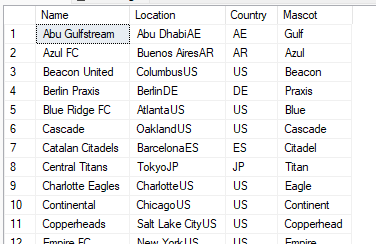 Name Location Country Mascot
1 Abu Gulfstream Abu DhabiAE AE Gulf
2 Azul FC Buenos AiresAR AR Azul
3 Beacon United ColumbusUS US Beacon
4 Berlin Praxis BerlinDE DE Praxis
5 Blue Ridge FC AtlantaUS US Blue
6 Cascade OaklandUS US Cascade
7 Catalan Citadels BarcelonaES ES Citadel
8 Central Titans TokyoJP JP Titan
9 Charlotte Eagles CharlotteUS US Eagle
10 Continental ChicagoUS US Continent
11 Copperheads Salt Lake CityUS US Copperhead
12 Empire FC New YorkUS US Empire